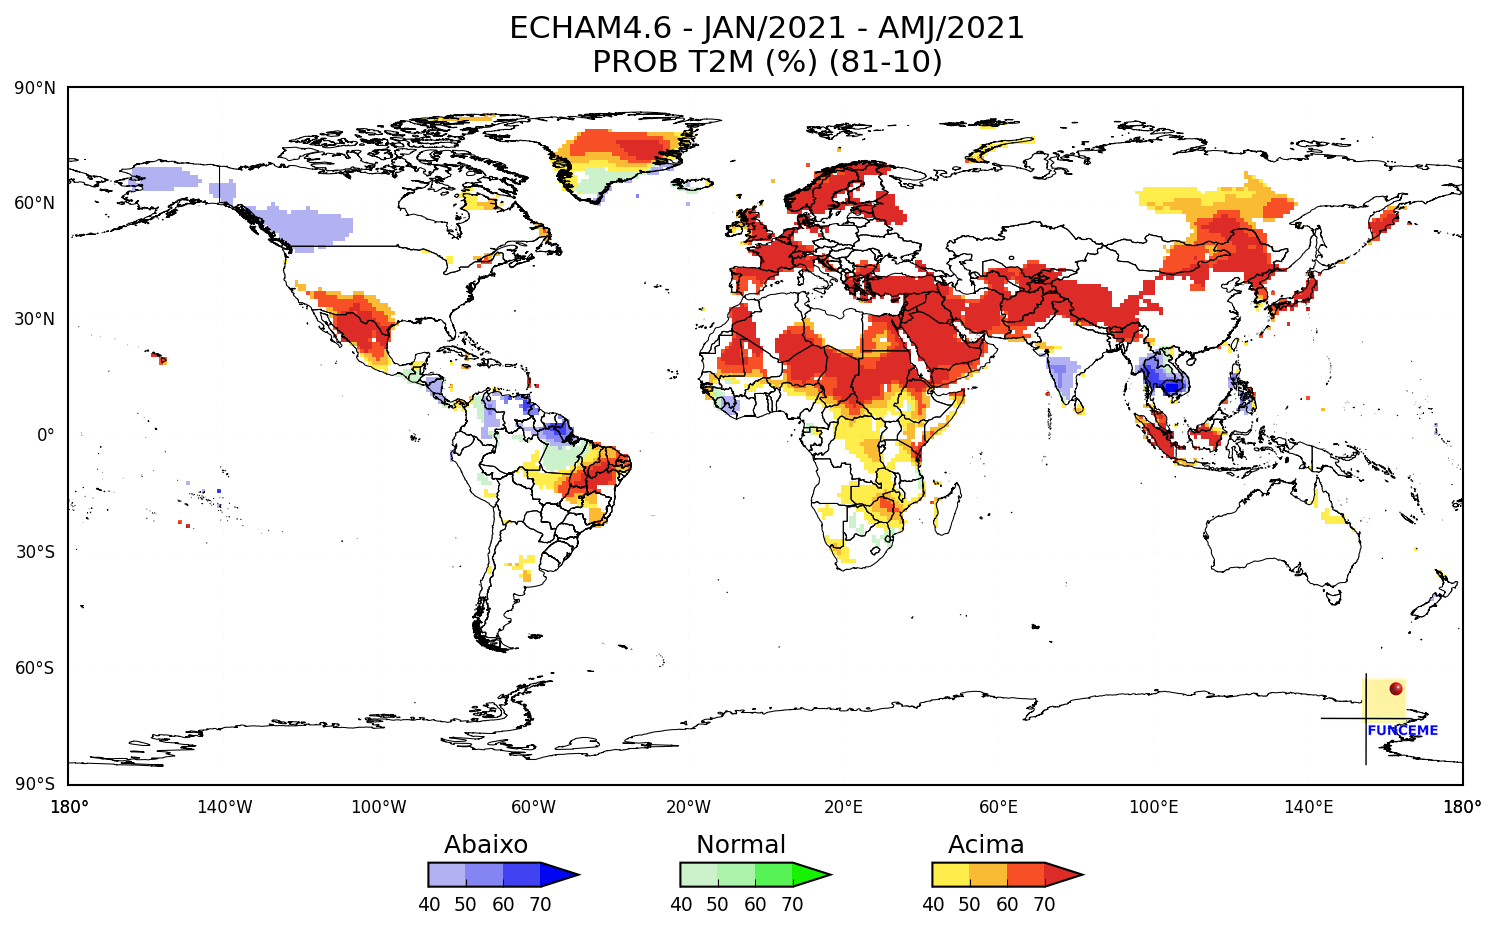 ECHAM4.6 - JAN/2021 - AMJ/2021
PROB T2M (%) (81-10)
90°N
60°N
30°N
0°
30°S
60°S
90°S
180° 140°W 100°W 60°W 20°W 20°E 60°E 100°E 140°E 180°
FUNCEME
Abaixo Normal Acima
40 50 60 70 40 50 60 70 40 50 60 70